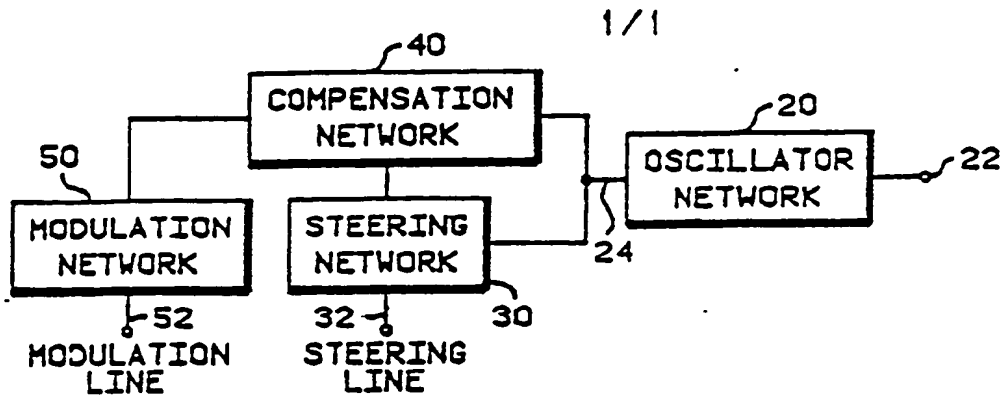 1/1
40
COMPENSATION
NETWORK
20
OSCILLATOR
NETWORK
22
24
50
MODULATION
NETWORK
STEERING
NETWORK
30
52
MODULATION
LINE
32
STEERING
LINE